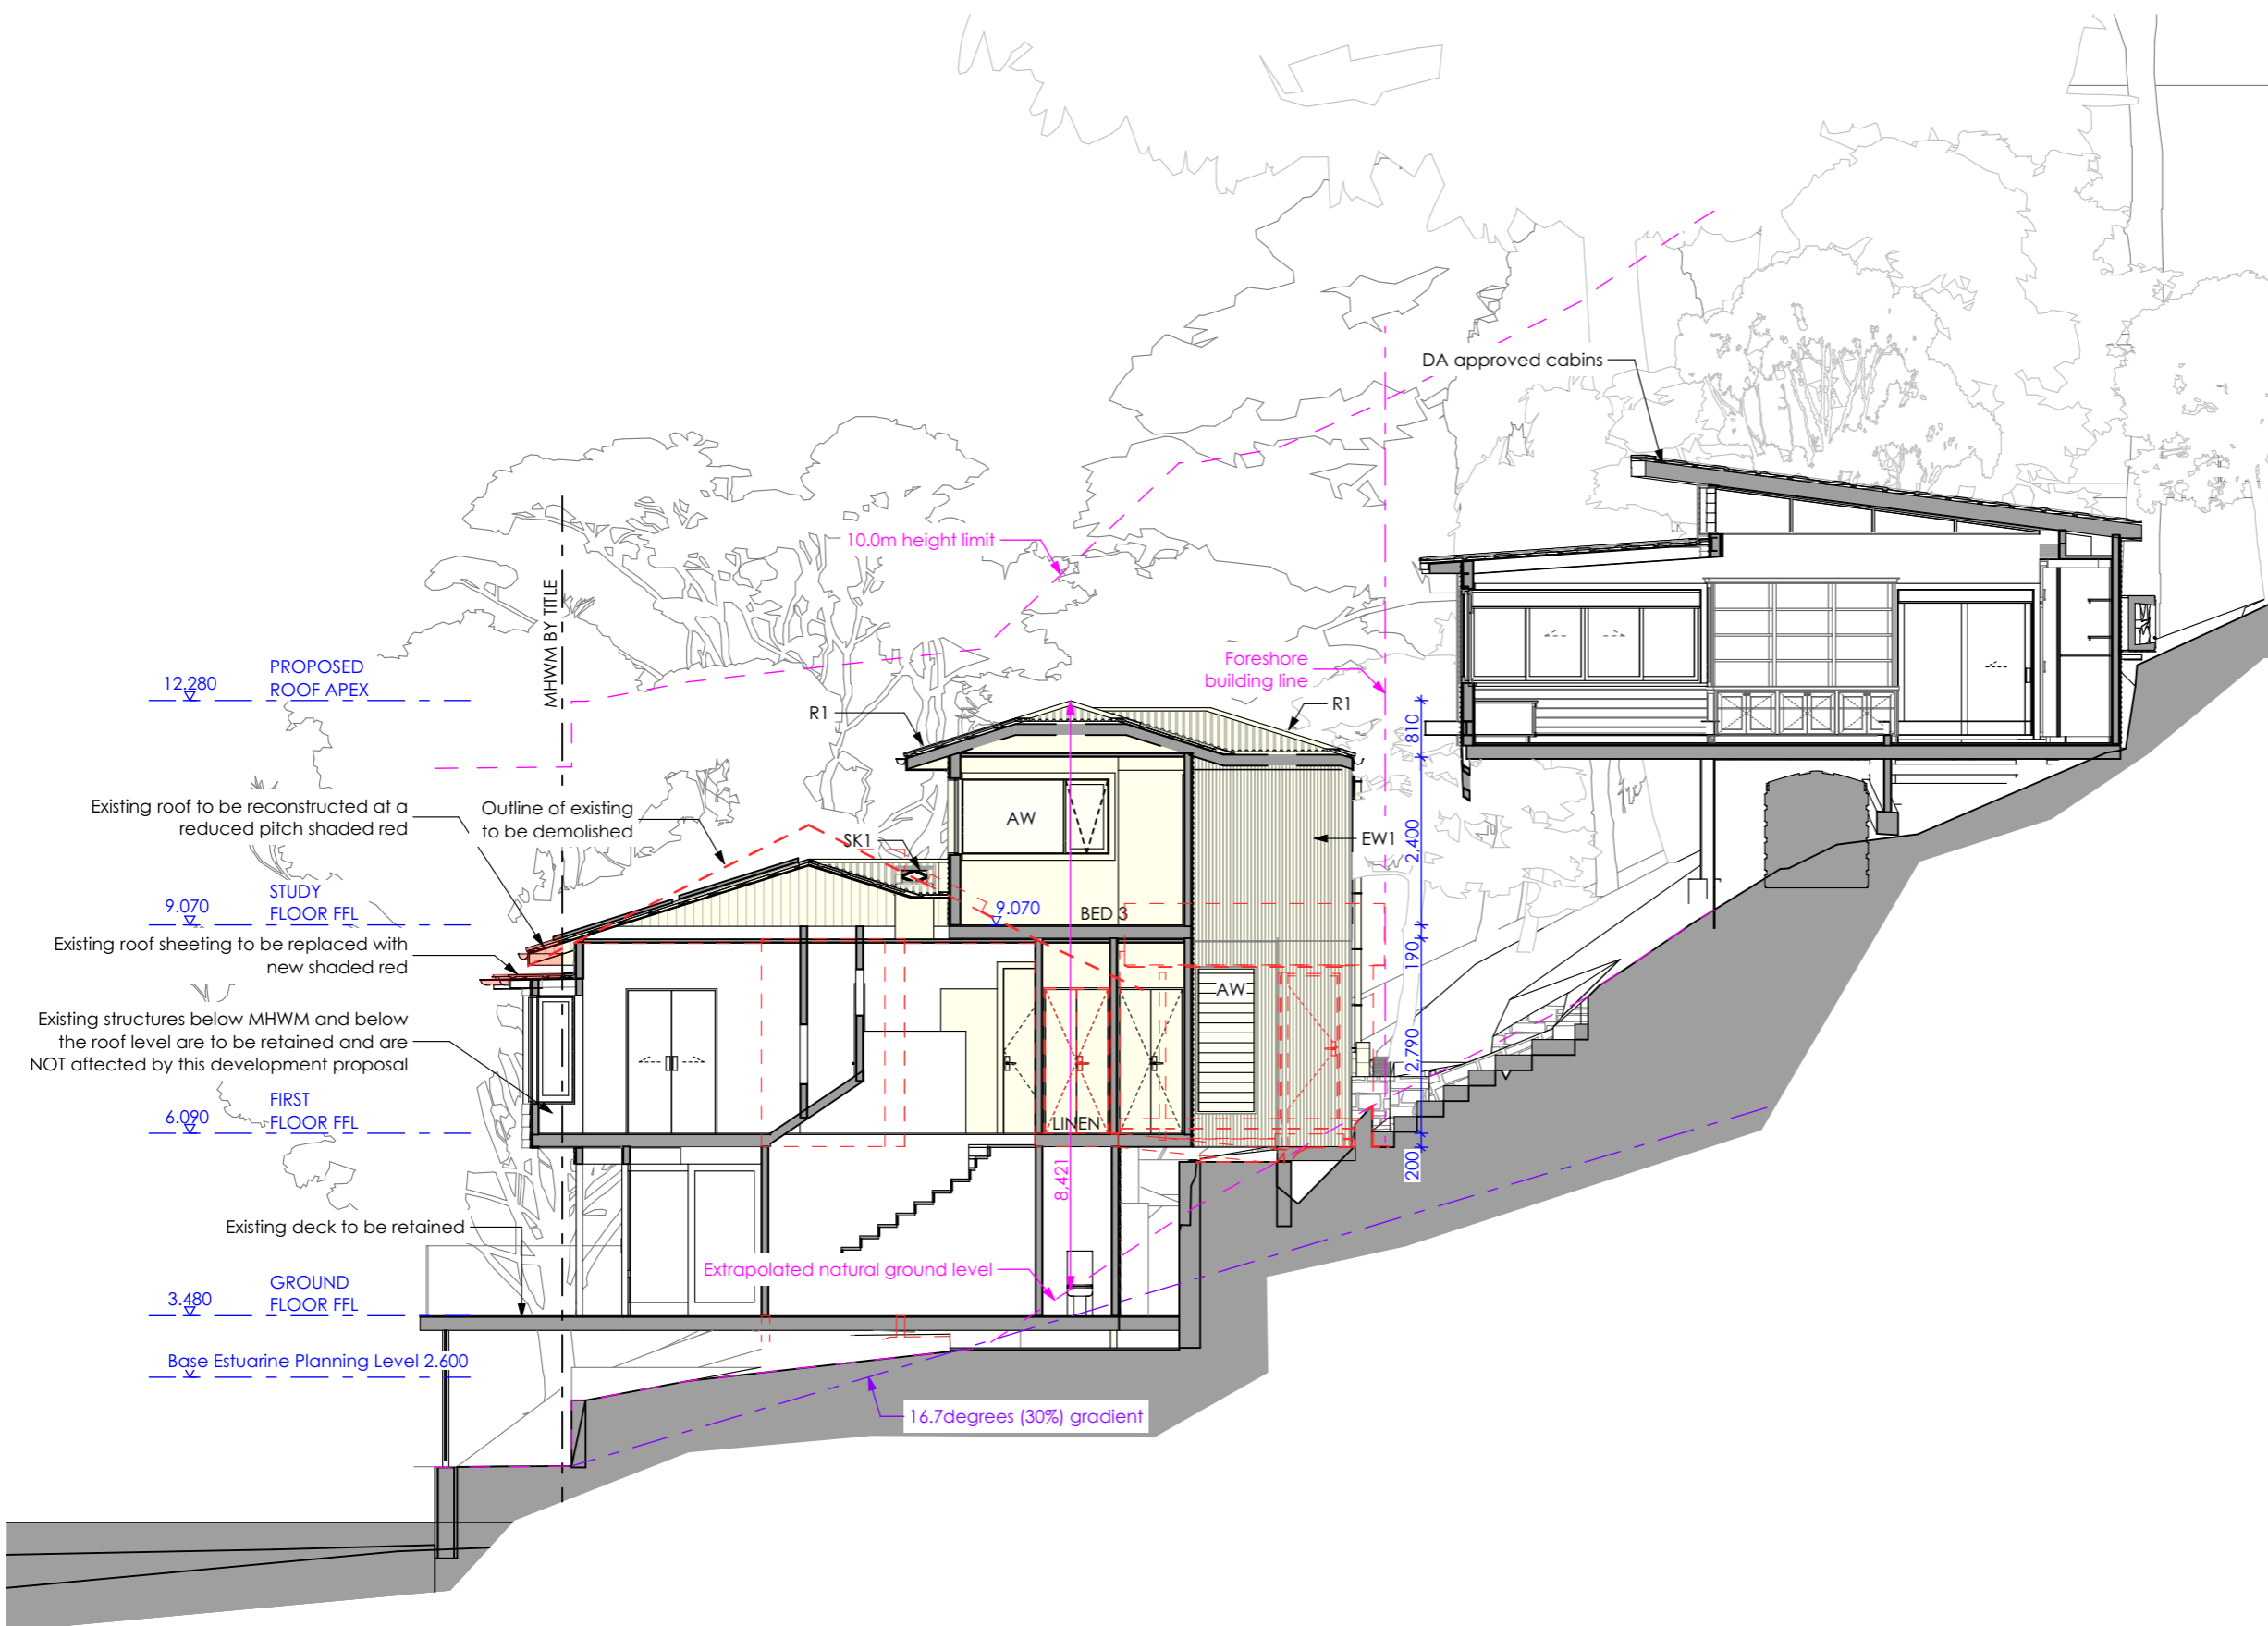 DA approved cabins
10.0m height limit
MHWM BY TITLE
Foreshore
building line
PROPOSED
12.280 ROOF APEX
R1
R1
810
Existing roof to be reconstructed at a
reduced pitch shaded red
Outline of existing
to be demolished
AW
SK1
EW1
2,400
STUDY
9.070 FLOOR FFL
9.070
BED 3
Existing roof sheeting to be replaced with
new shaded red
190
AW
Existing structures below MHWM and below
the roof level are to be retained and are
NOT affected by this development proposal
2,790
FIRST
6.090 FLOOR FFL
LINEN
200
8,421
Existing deck to be retained
Extrapolated natural ground level
GROUND
3.480 FLOOR FFL
Base Estuarine Planning Level 2.600
16.7degrees (30%) gradient